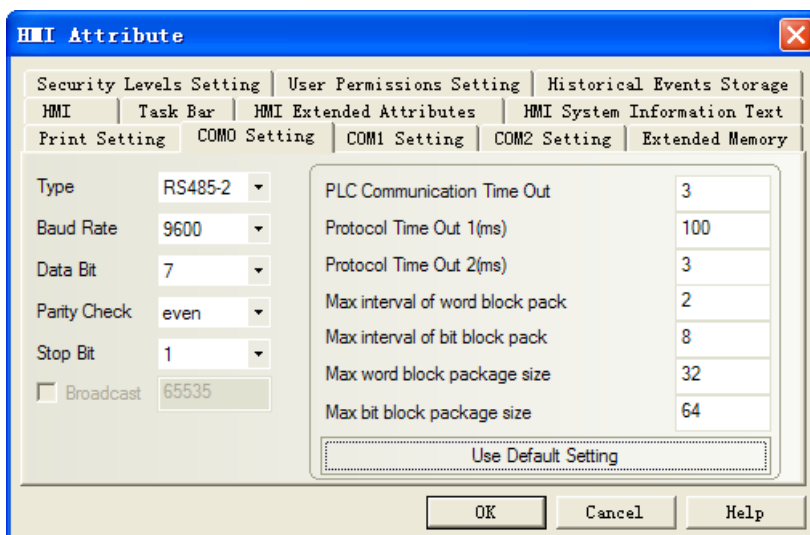 HMI Attribute
Security Levels Setting User Permissions Setting Historical Events Storage
HMI Task Bar HMI Extended Attributes HMI System Information Text
Print Setting COM0 Setting COM1 Setting COM2 Setting Extended Memory
Type RS485-2
Baud Rate 9600
Data Bit 7
Parity Check even
Stop Bit 1
Broadcast 65535
PLC Communication Time Out 3
Protocol Time Out 1(ms) 100
Protocol Time Out 2(ms) 3
Max interval of word block pack 2
Max interval of bit block pack 8
Max word block package size 32
Max bit block package size 64
Use Default Setting
OK Cancel Help